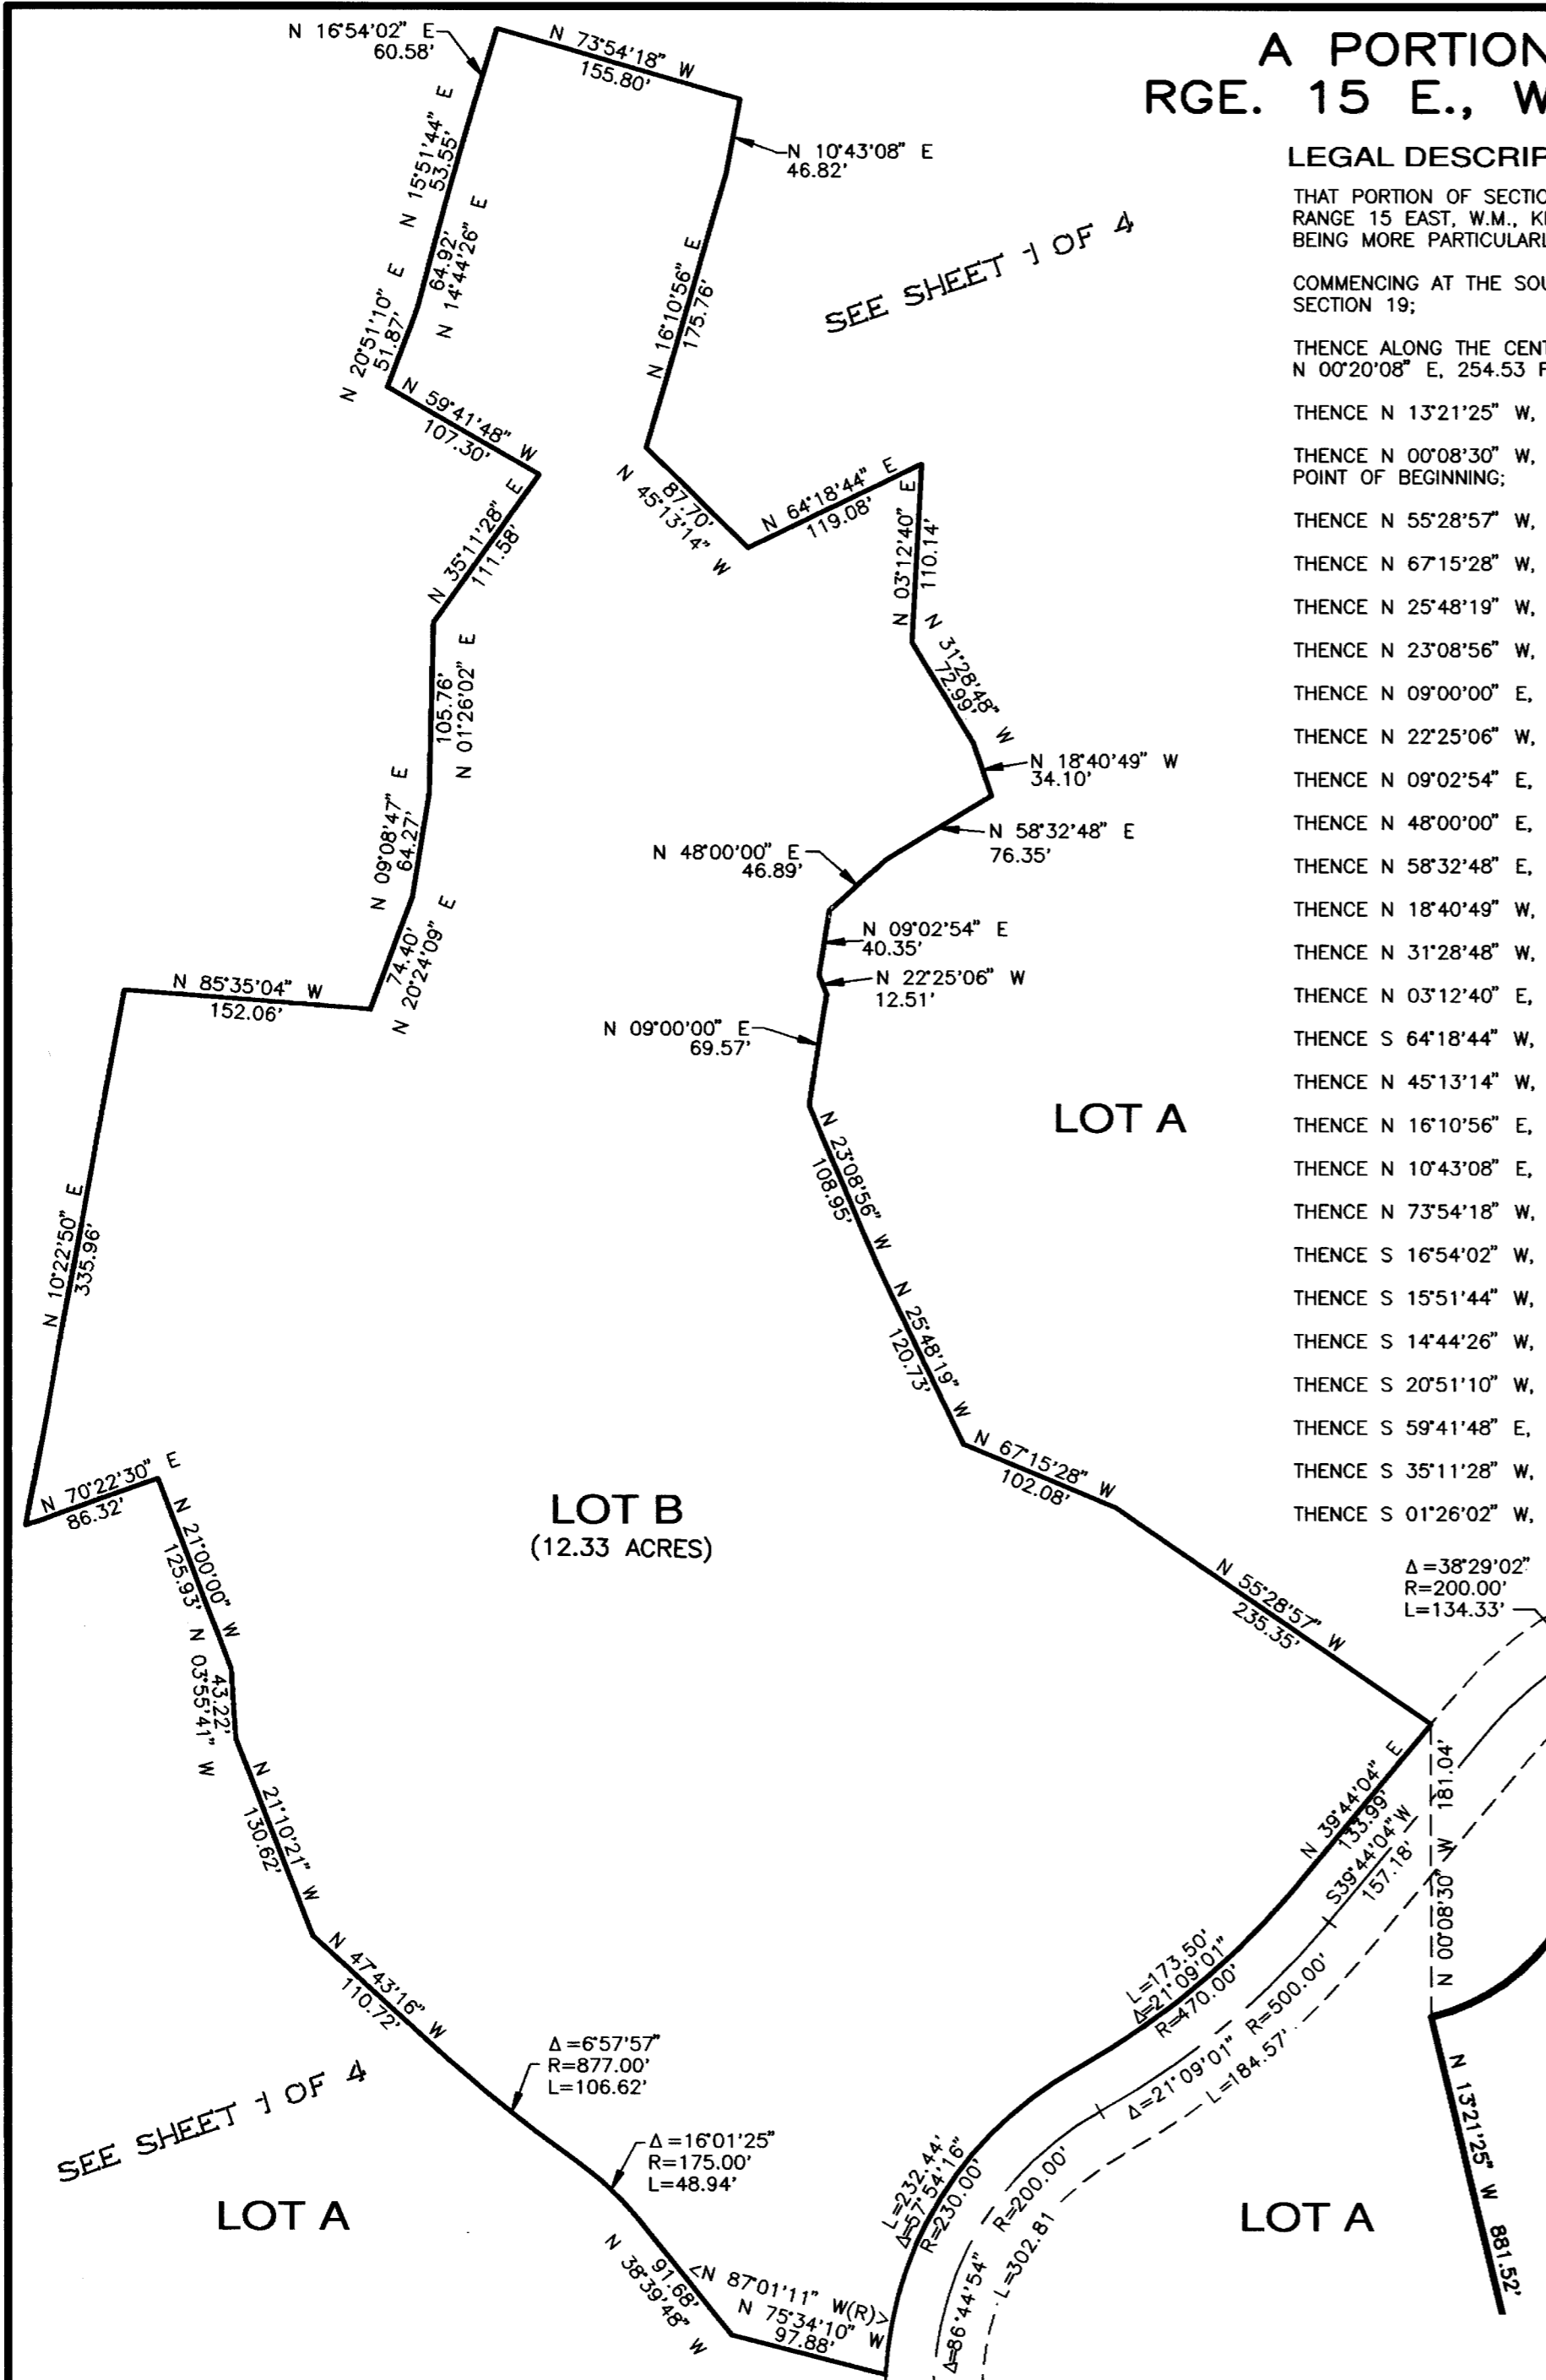 A PORTION
RGE. 15 E., W
LEGAL DESCRIP
THAT PORTION OF SECTIO
RANGE 15 EAST, W.M., KI
BEING MORE PARTICULARL
COMMENCING AT THE SOU
SECTION 19;
THENCE ALONG THE CENT
N 00°20'08" E, 254.53 F
THENCE N 13°21'25" W,
THENCE N 00°08'30" W,
POINT OF BEGINNING;
THENCE N 55°28'57" W,
THENCE N 67°15'28" W,
THENCE N 25°48'19" W,
THENCE N 23°08'56" W,
THENCE N 09°00'00" E,
THENCE N 22°25'06" W,
THENCE N 09°02'54" E,
THENCE N 48°00'00" E,
THENCE N 58°32'48" E,
THENCE N 18°40'49" W,
THENCE N 31°28'48" W,
THENCE N 03°12'40" E,
THENCE S 64°18'44" W,
THENCE N 45°13'14" W,
THENCE N 16°10'56" E,
THENCE N 10°43'08" E,
THENCE N 73°54'18" W,
THENCE S 16°54'02" W,
THENCE S 15°51'44" W,
THENCE S 14°44'26" W,
THENCE S 20°51'10" W,
THENCE S 59°41'48" E,
THENCE S 35°11'28" W,
THENCE S 01°26'02" W,
N 16°54'02" E
60.58'
N 73°54'18" W
155.80'
N 15°51'44" E
53.55'
N 10°43'08" E
46.82'
64.92'
N 14°44'26" E
N 20°51'10" E
51.87'
N 16°10'56" E
175.76'
SEE SHEET 1 OF 4
N 59°41'48" W
107.30'
87.70'
N 45°13'14" W
N 64°18'44" E
119.08'
N 35°11'28" E
111.58'
N 03°12'40" E
110.14'
N 31°28'48" W
72.99'
105.76'
N 01°26'02" E
N 18°40'49" W
34.10'
N 58°32'48" E
76.35'
N 48°00'00" E
46.89'
N 09°08'47" E
64.27'
N 09°02'54" E
40.35'
74.40'
N 20°24'09" E
N 22°25'06" W
12.51'
N 85°35'04" W
152.06'
N 09°00'00" E
69.57'
LOT A
N 23°08'56" W
108.95'
N 10°22'50" E
335.96'
N 25°48'19" W
120.73'
N 67°15'28" W
102.08'
N 70°22'30" E
86.32'
LOT B
(12.33 ACRES)
N 21°00'00" W
125.93'
N 55°28'57" W
235.35'
Δ=38°29'02"
R=200.00'
L=134.33'
43.22'
N 03°55'41" W
N 21°10'21" W
130.62'
N 39°44'04" E
133.99'
S39°44'04"W
157.18'
N 00°08'30" W 181.04'
N 47°43'16" W
110.72'
L=173.50'
Δ=21°09'01"
R=470.00'
R=500.00'
Δ=21°09'01"
L=184.57'
Δ=6°57'57"
R=877.00'
L=106.62'
SEE SHEET 1 OF 4
Δ=16°01'25"
R=175.00'
L=48.94'
LOT A
L=232.44'
Δ=57°54'16"
R=230.00'
R=200.00'
L=302.81
Δ=86°44'54"
LOT A
N 13°21'25" W 881.52'
91.68'
N 38°39'48" W
<N 87°01'11" W(R)>
N 75°34'10" W
97.88'